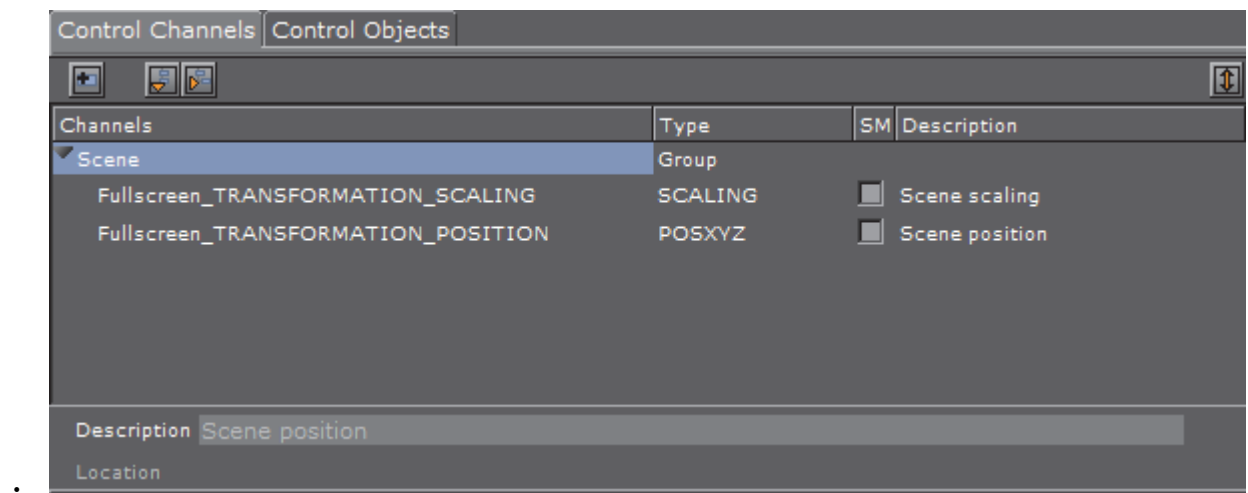 Control Channels Control Objects
Channels Type SM Description
Scene Group
Fullscreen_TRANSFORMATION_SCALING SCALING Scene scaling
Fullscreen_TRANSFORMATION_POSITION POSXYZ Scene position
Description Scene position
Location